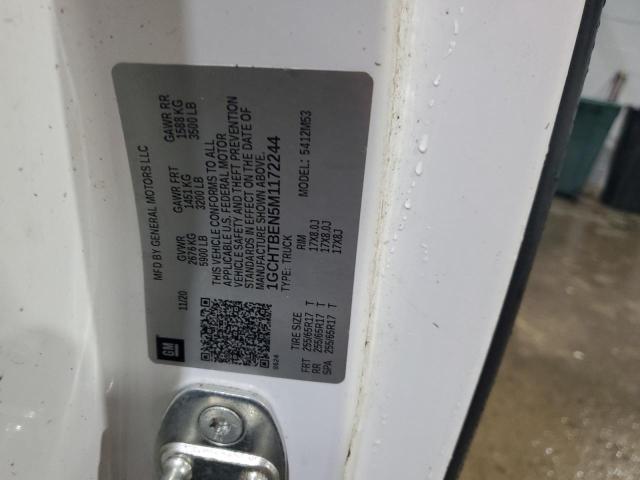 MFD BY GENERAL MOTORS LLC
11/20
GVWR GAWR FRT GAWR RR
2676 KG 1451 KG 1588 KG
5900 LB 3200 LB 3500 LB
THIS VEHICLE CONFORMS TO ALL
APPLICABLE U.S. FEDERAL MOTOR
VEHICLE SAFETY AND THEFT PREVENTION
STANDARDS IN EFFECT ON THE DATE OF
MANUFACTURE SHOWN ABOVE.
1GCHTBEN5M1172244
TYPE: TRUCK MODEL: 5412M53
TIRE SIZE RIM
FRT 255/65R17 T 17X8.0J
RR 255/65R17 T 17X8.0J
SPA 255/65R17 T 17X8J
GM